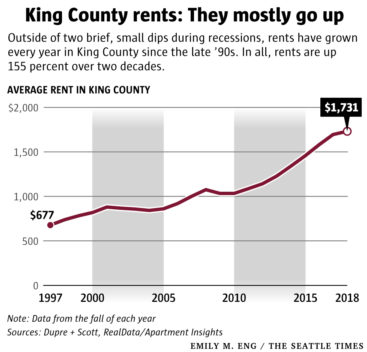 King County rents: They mostly go up
Outside of two brief, small dips during recessions, rents have grown
every year in King County since the late ’90s. In all, rents are up
155 percent over two decades.
AVERAGE RENT IN KING COUNTY
$2,000
$1,731
1,500
1,000
$677
500
0
1997 2000 2005 2010 2015 2018
Note: Data from the fall of each year
Sources: Dupre + Scott, RealData/Apartment Insights
EMILY M. ENG / THE SEATTLE TIMES